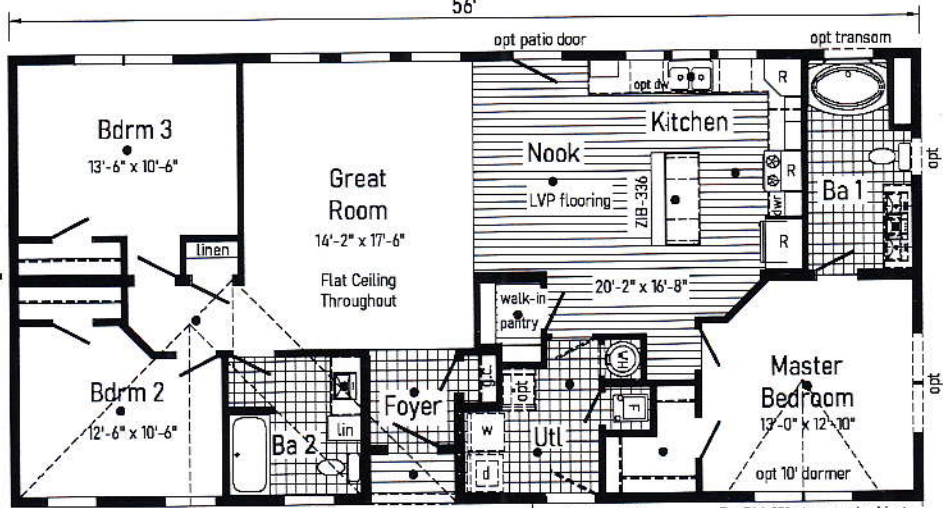 56'
opt patio door
opt transom
Bdrm 3
13'-6" x 10'-6"
Great
Room
14'-2" x 17'-6"
Flat Ceiling
Throughout
Nook
LVP flooring
Kitchen
opt dw
R
R
R
dwr
ZIB-336
20'-2" x 16'-8"
Ba 1
opt
linen
walk-in
pantry
WH
F
Bdrm 2
12'-6" x 10'-6"
Ba 2
lin
Foyer
g.c.
opt
w
d
Utl
Master
Bedroom
13'-0" x 12'-10"
opt 10' dormer
opt